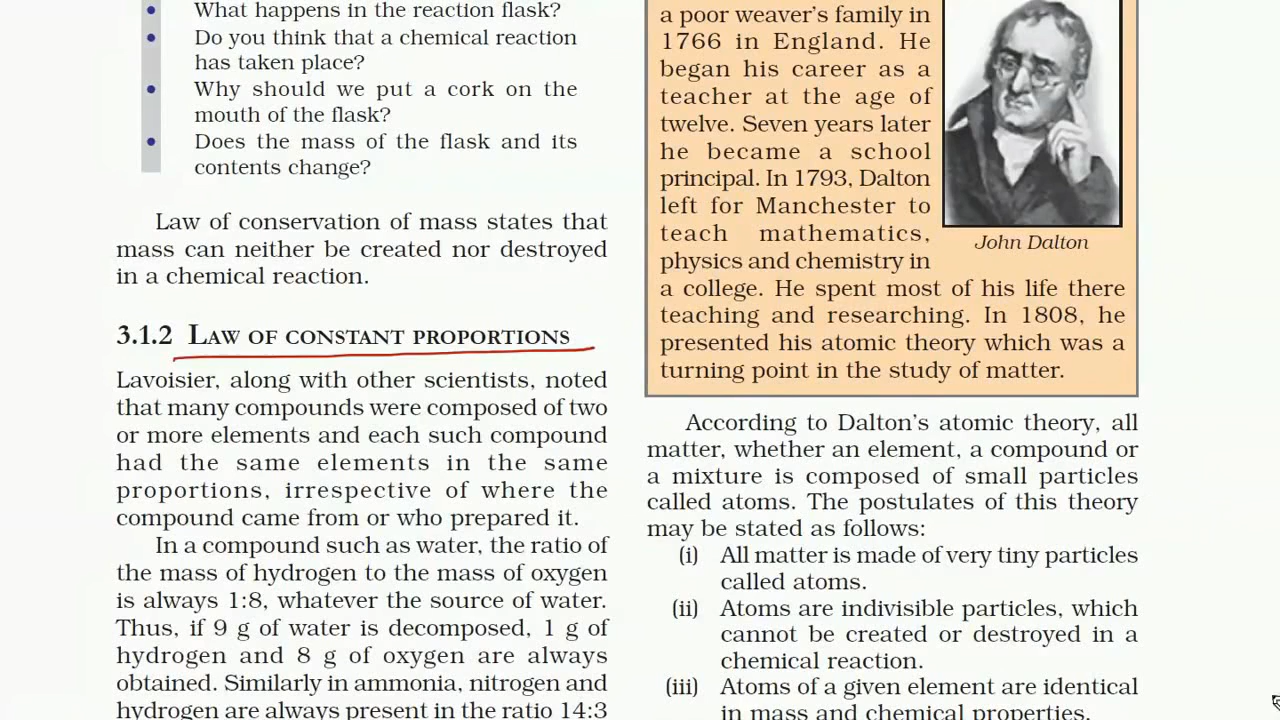 What happens in the reaction flask?
• Do you think that a chemical reaction
has taken place?
• Why should we put a cork on the
mouth of the flask?
• Does the mass of the flask and its
contents change?
Law of conservation of mass states that
mass can neither be created nor destroyed
in a chemical reaction.
3.1.2 LAW OF CONSTANT PROPORTIONS
Lavoisier, along with other scientists, noted
that many compounds were composed of two
or more elements and each such compound
had the same elements in the same
proportions, irrespective of where the
compound came from or who prepared it.
In a compound such as water, the ratio of
the mass of hydrogen to the mass of oxygen
is always 1:8, whatever the source of water.
Thus, if 9 g of water is decomposed, 1 g of
hydrogen and 8 g of oxygen are always
obtained. Similarly in ammonia, nitrogen and
hydrogen are always present in the ratio 14:3
a poor weaver's family in
1766 in England. He
began his career as a
teacher at the age of
twelve. Seven years later
he became a school
principal. In 1793, Dalton
left for Manchester to
teach mathematics,
physics and chemistry in
a college. He spent most of his life there
teaching and researching. In 1808, he
presented his atomic theory which was a
turning point in the study of matter.
John Dalton
According to Dalton's atomic theory, all
matter, whether an element, a compound or
a mixture is composed of small particles
called atoms. The postulates of this theory
may be stated as follows:
(i) All matter is made of very tiny particles
called atoms.
(ii) Atoms are indivisible particles, which
cannot be created or destroyed in a
chemical reaction.
(iii) Atoms of a given element are identical
in mass and chemical properties.